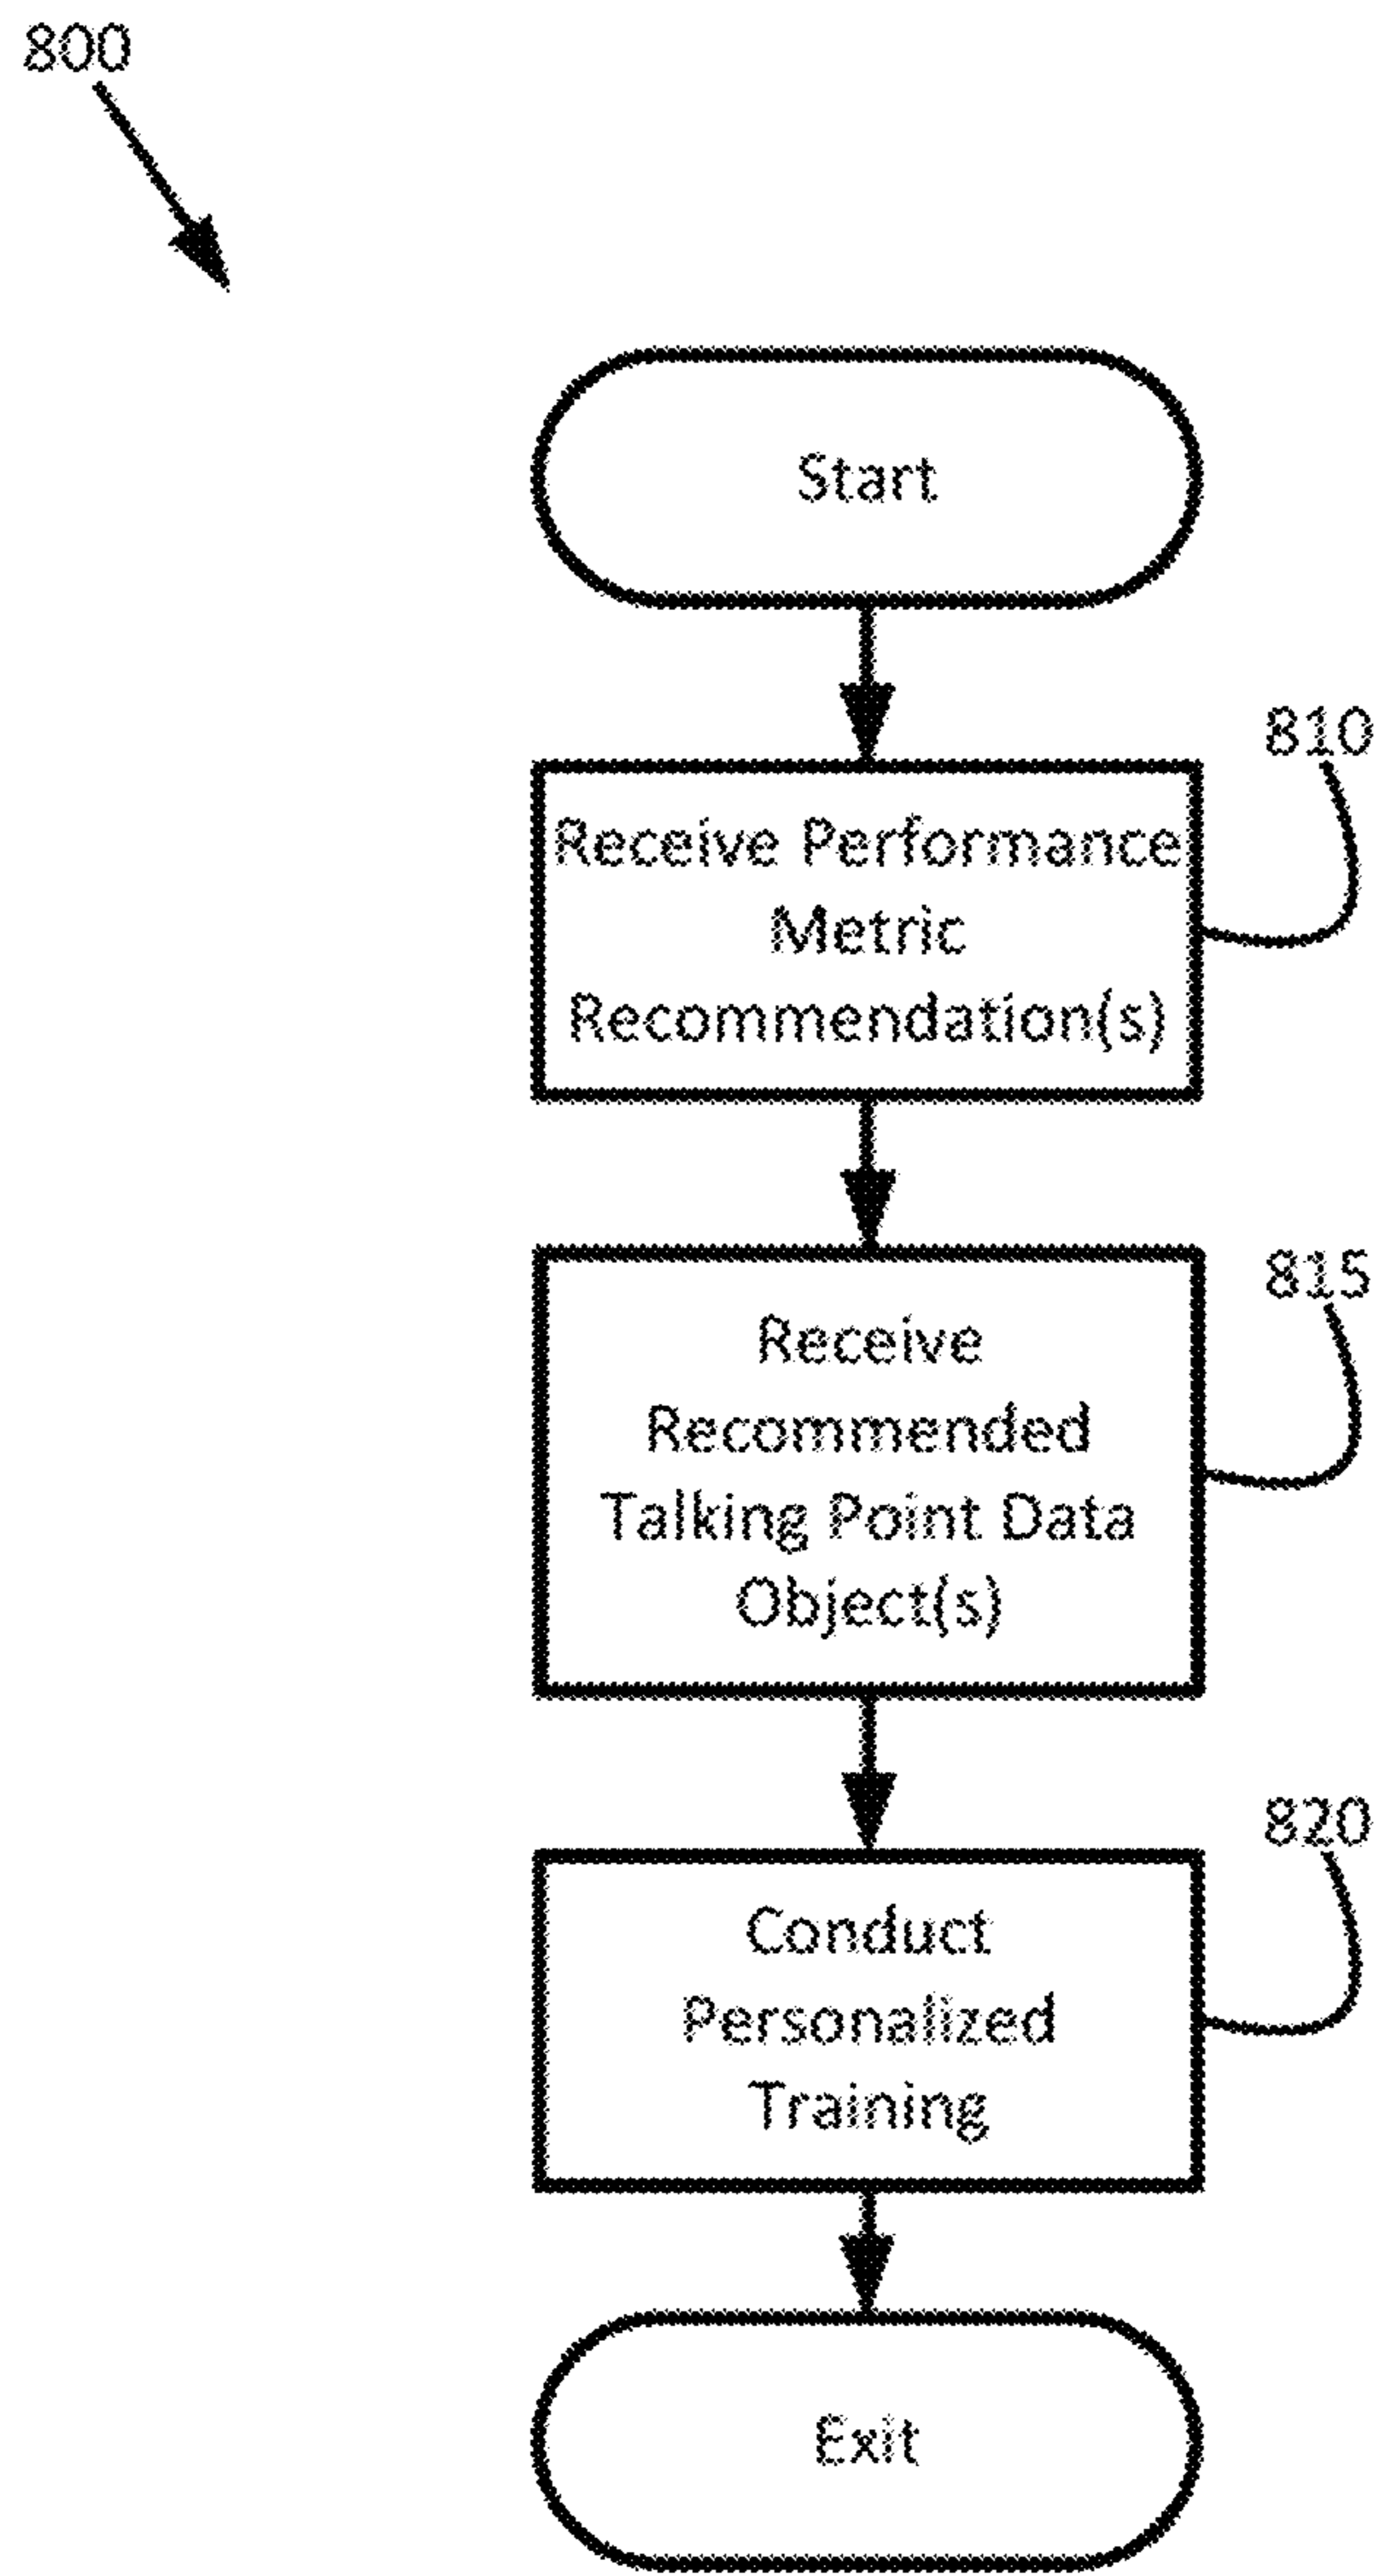 800
Start
810
Receive Performance
Metric
Recommendation(s)
815
Receive
Recommended
Talking Point Data
Object(s)
820
Conduct
Personalized
Training
Exit